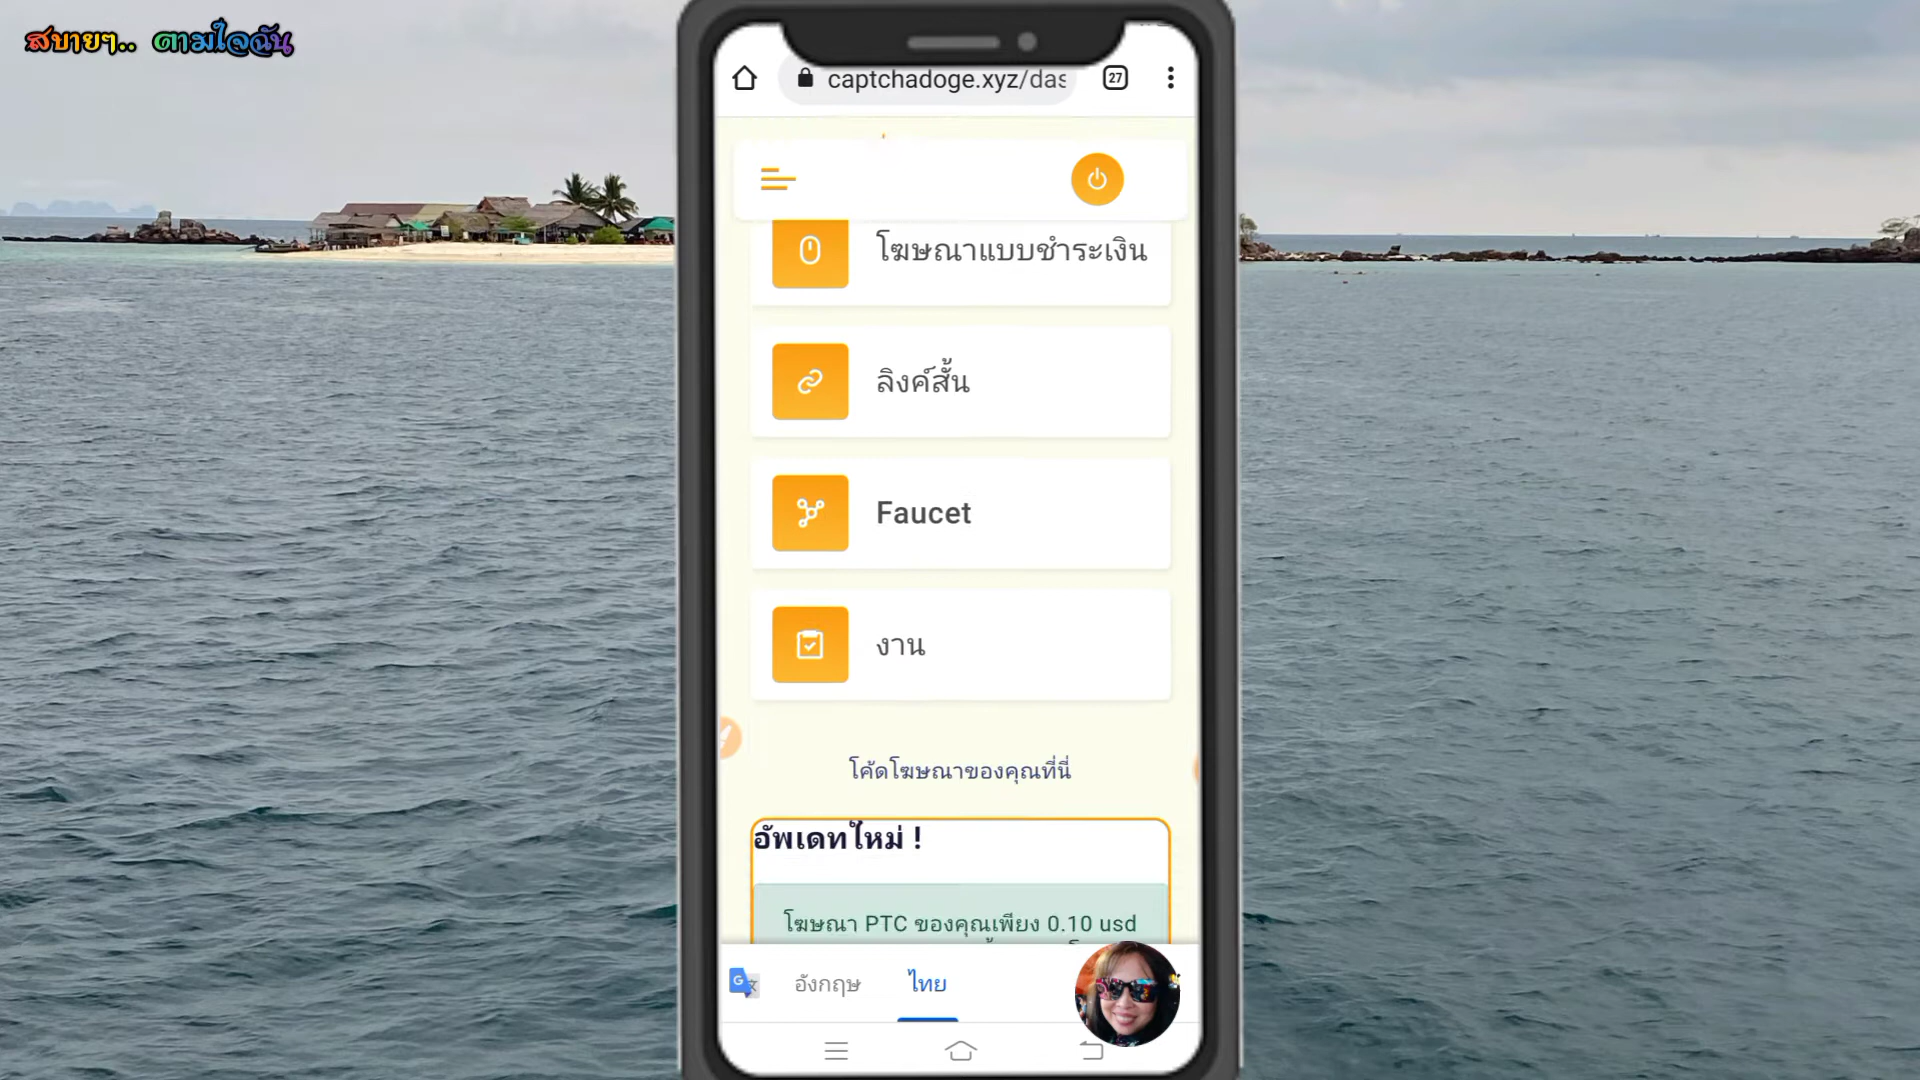 สบายๆ.. ตามใจฉัน
captchadoge.xyz/das
27
โฆษณาแบบชำระเงิน
ลิงค์สั้น
Faucet
งาน
โค้ดโฆษณาของคุณที่นี่
อัพเดทใหม่ !
โฆษณา PTC ของคุณเพียง 0.10 usd
อังกฤษ ไทย